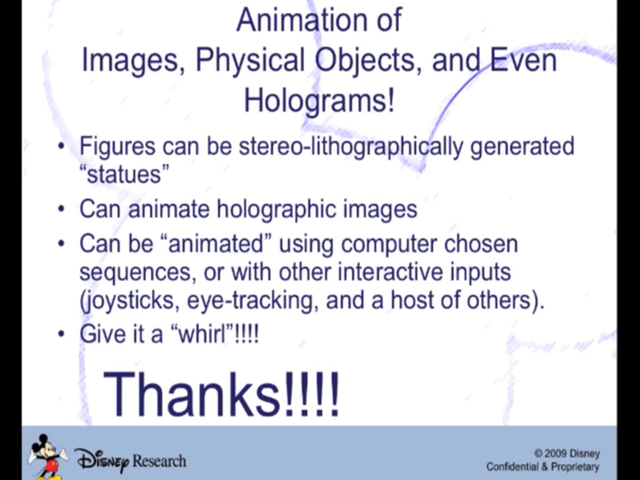 Animation of
Images, Physical Objects, and Even
Holograms!
• Figures can be stereo-lithographically generated
“statues”
• Can animate holographic images
• Can be “animated” using computer chosen
sequences, or with other interactive inputs
(joysticks, eye-tracking, and a host of others).
• Give it a “whirl”!!!!
Thanks!!!!
Disney Research
© 2009 Disney
Confidential & Proprietary